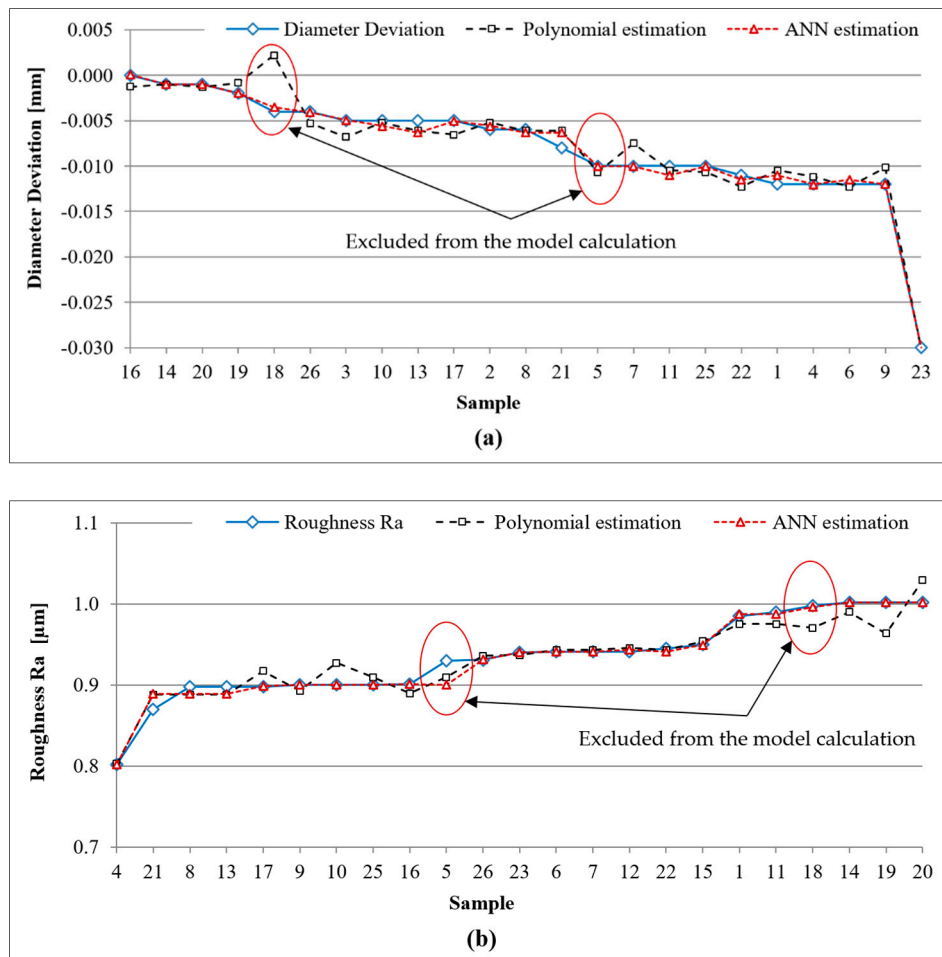 Diameter Deviation Polynomial estimation ANN estimation
Diameter Deviation [mm]
0.005
0.000
-0.005
-0.010
-0.015
-0.020
-0.025
-0.030
Excluded from the model calculation
16 14 20 19 18 26 3 10 13 17 2 8 21 5 7 11 25 22 1 4 6 9 23
Sample
(a)
Roughness Ra Polynomial estimation ANN estimation
Roughness Ra [µm]
1.1
1.0
0.9
0.8
0.7
Excluded from the model calculation
4 21 8 13 17 9 10 25 16 5 26 23 6 7 12 22 15 1 11 18 14 19 20
Sample
(b)